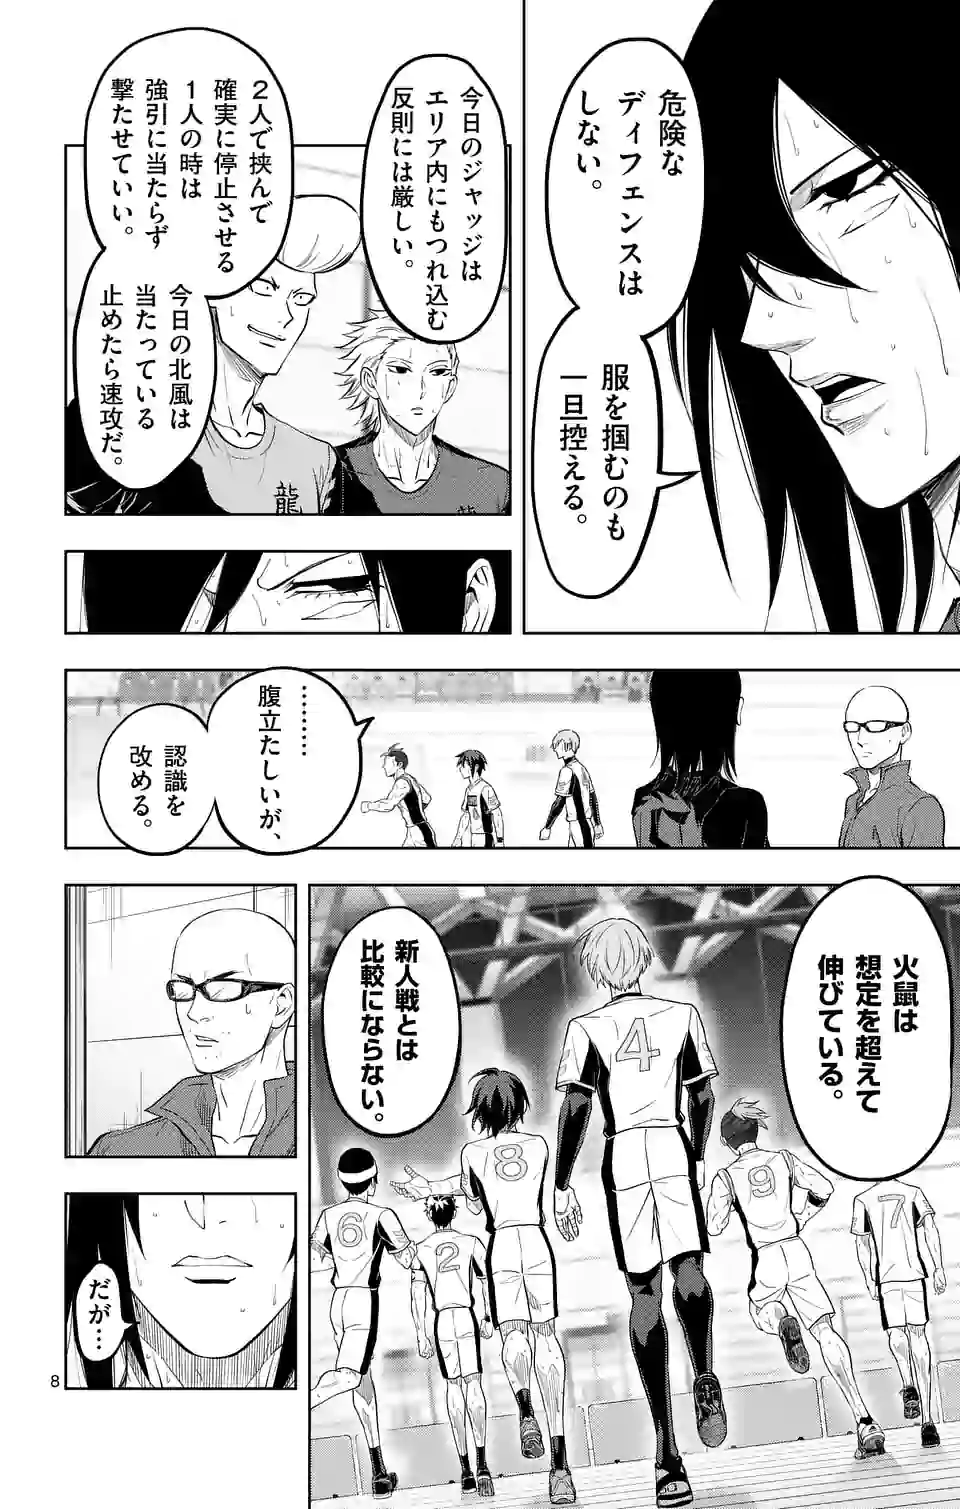 危険な
ディフェンスは
しない。
服を掴むのも
一旦控える。
今日のジャッジは
エリア内にもつれ込む
反則には厳しい。
２人で挟んで
確実に停止させる
１人の時は
強引に当たらず
撃たせていい。
今日の北風は
当たっている
止めたら速攻だ。
龍
龍
………
腹立たしいが、
認識を
改める。
火鼠は
想定を超えて
伸びている。
新人戦とは
比較にならない。
4
8
6
2
9
7
だが…
8